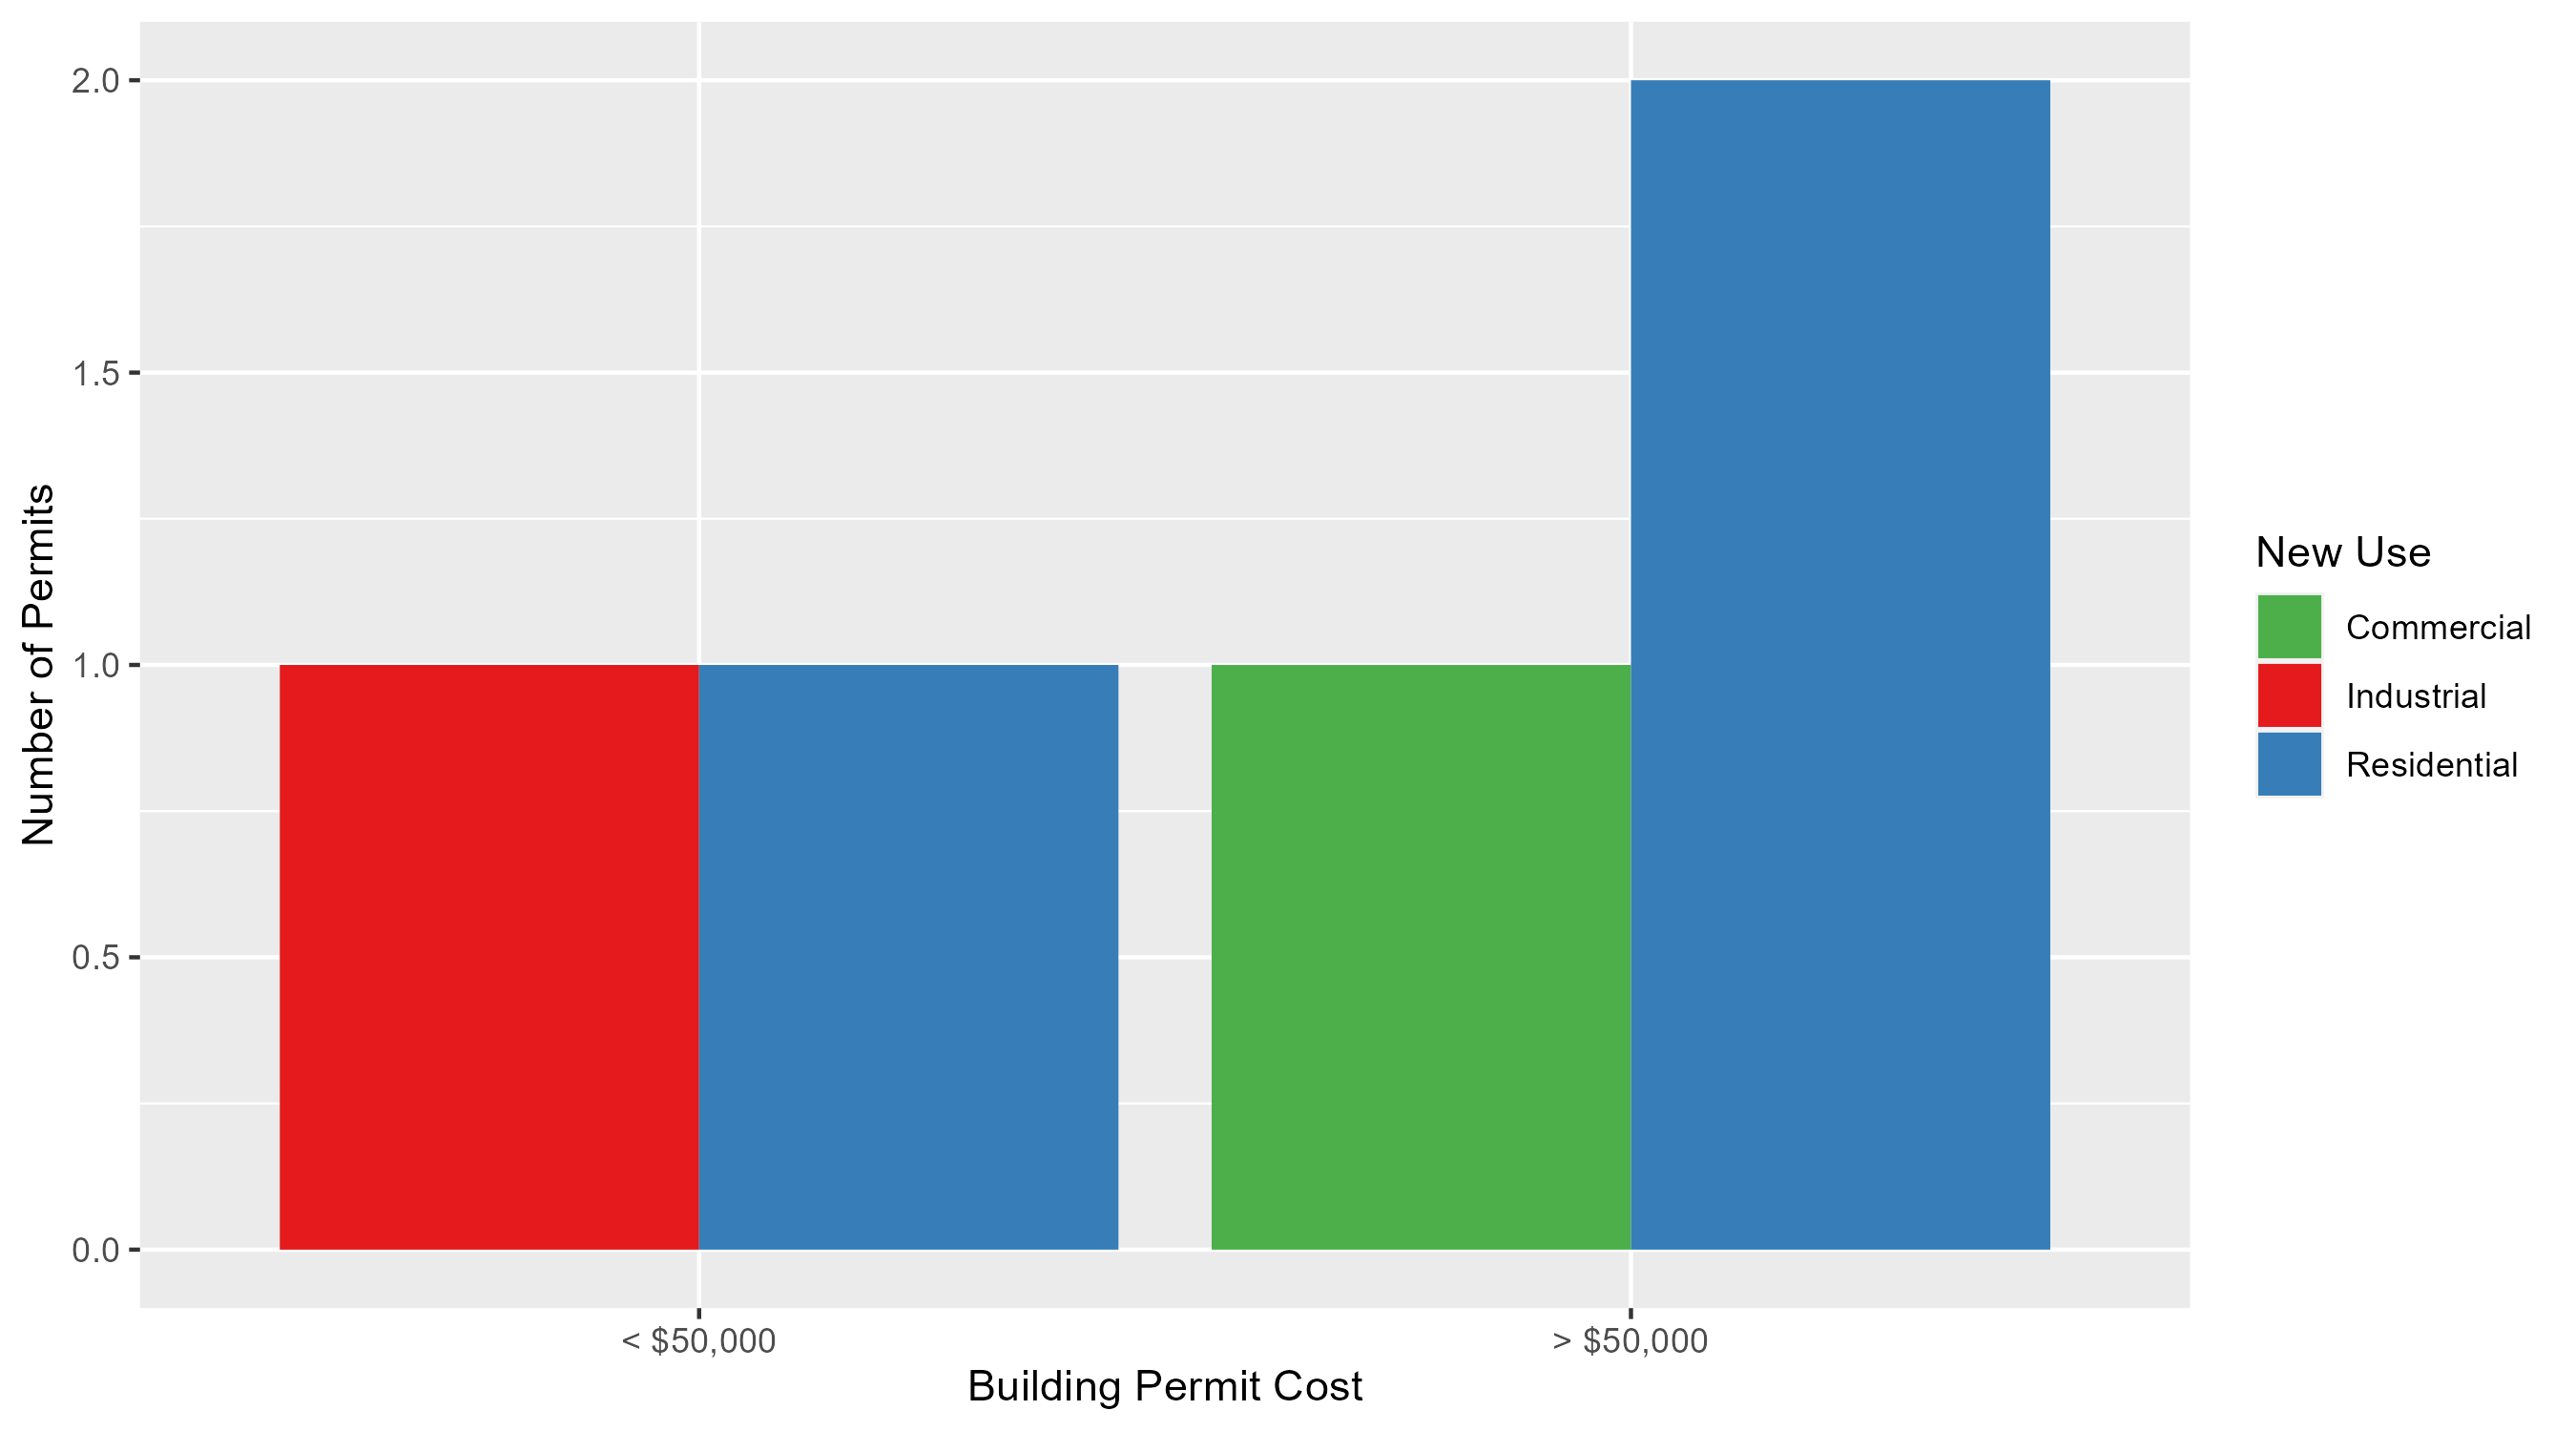 2.0
1.5
1.0
0.5
0.0
Number of Permits
< $50,000
> $50,000
Building Permit Cost
New Use
Commercial
Industrial
Residential